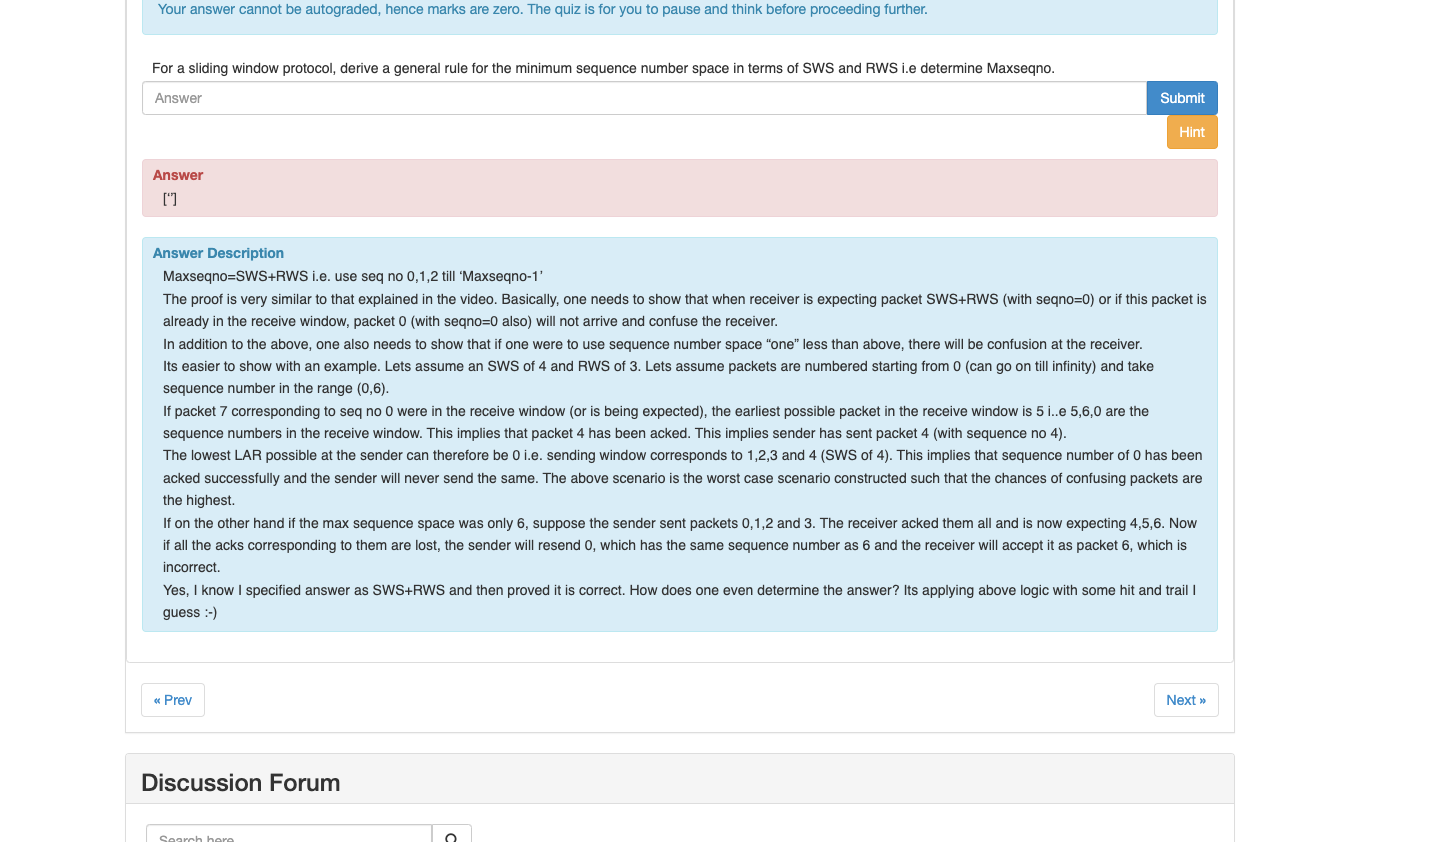 Your answer cannot be autograded, hence marks are zero. The quiz is for you to pause and think before proceeding further.
For a sliding window protocol, derive a general rule for the minimum sequence number space in terms of SWS and RWS i.e determine Maxseqno.
Answer
Submit
Hint
Answer
[‘’]
Answer Description
Maxseqno=SWS+RWS i.e. use seq no 0,1,2 till ‘Maxseqno-1’
The proof is very similar to that explained in the video. Basically, one needs to show that when receiver is expecting packet SWS+RWS (with seqno=0) or if this packet is
already in the receive window, packet 0 (with seqno=0 also) will not arrive and confuse the receiver.
In addition to the above, one also needs to show that if one were to use sequence number space “one” less than above, there will be confusion at the receiver.
Its easier to show with an example. Lets assume an SWS of 4 and RWS of 3. Lets assume packets are numbered starting from 0 (can go on till infinity) and take
sequence number in the range (0,6).
If packet 7 corresponding to seq no 0 were in the receive window (or is being expected), the earliest possible packet in the receive window is 5 i..e 5,6,0 are the
sequence numbers in the receive window. This implies that packet 4 has been acked. This implies sender has sent packet 4 (with sequence no 4).
The lowest LAR possible at the sender can therefore be 0 i.e. sending window corresponds to 1,2,3 and 4 (SWS of 4). This implies that sequence number of 0 has been
acked successfully and the sender will never send the same. The above scenario is the worst case scenario constructed such that the chances of confusing packets are
the highest.
If on the other hand if the max sequence space was only 6, suppose the sender sent packets 0,1,2 and 3. The receiver acked them all and is now expecting 4,5,6. Now
if all the acks corresponding to them are lost, the sender will resend 0, which has the same sequence number as 6 and the receiver will accept it as packet 6, which is
incorrect.
Yes, I know I specified answer as SWS+RWS and then proved it is correct. How does one even determine the answer? Its applying above logic with some hit and trail I
guess :-)
« Prev
Next »
Discussion Forum
Search here